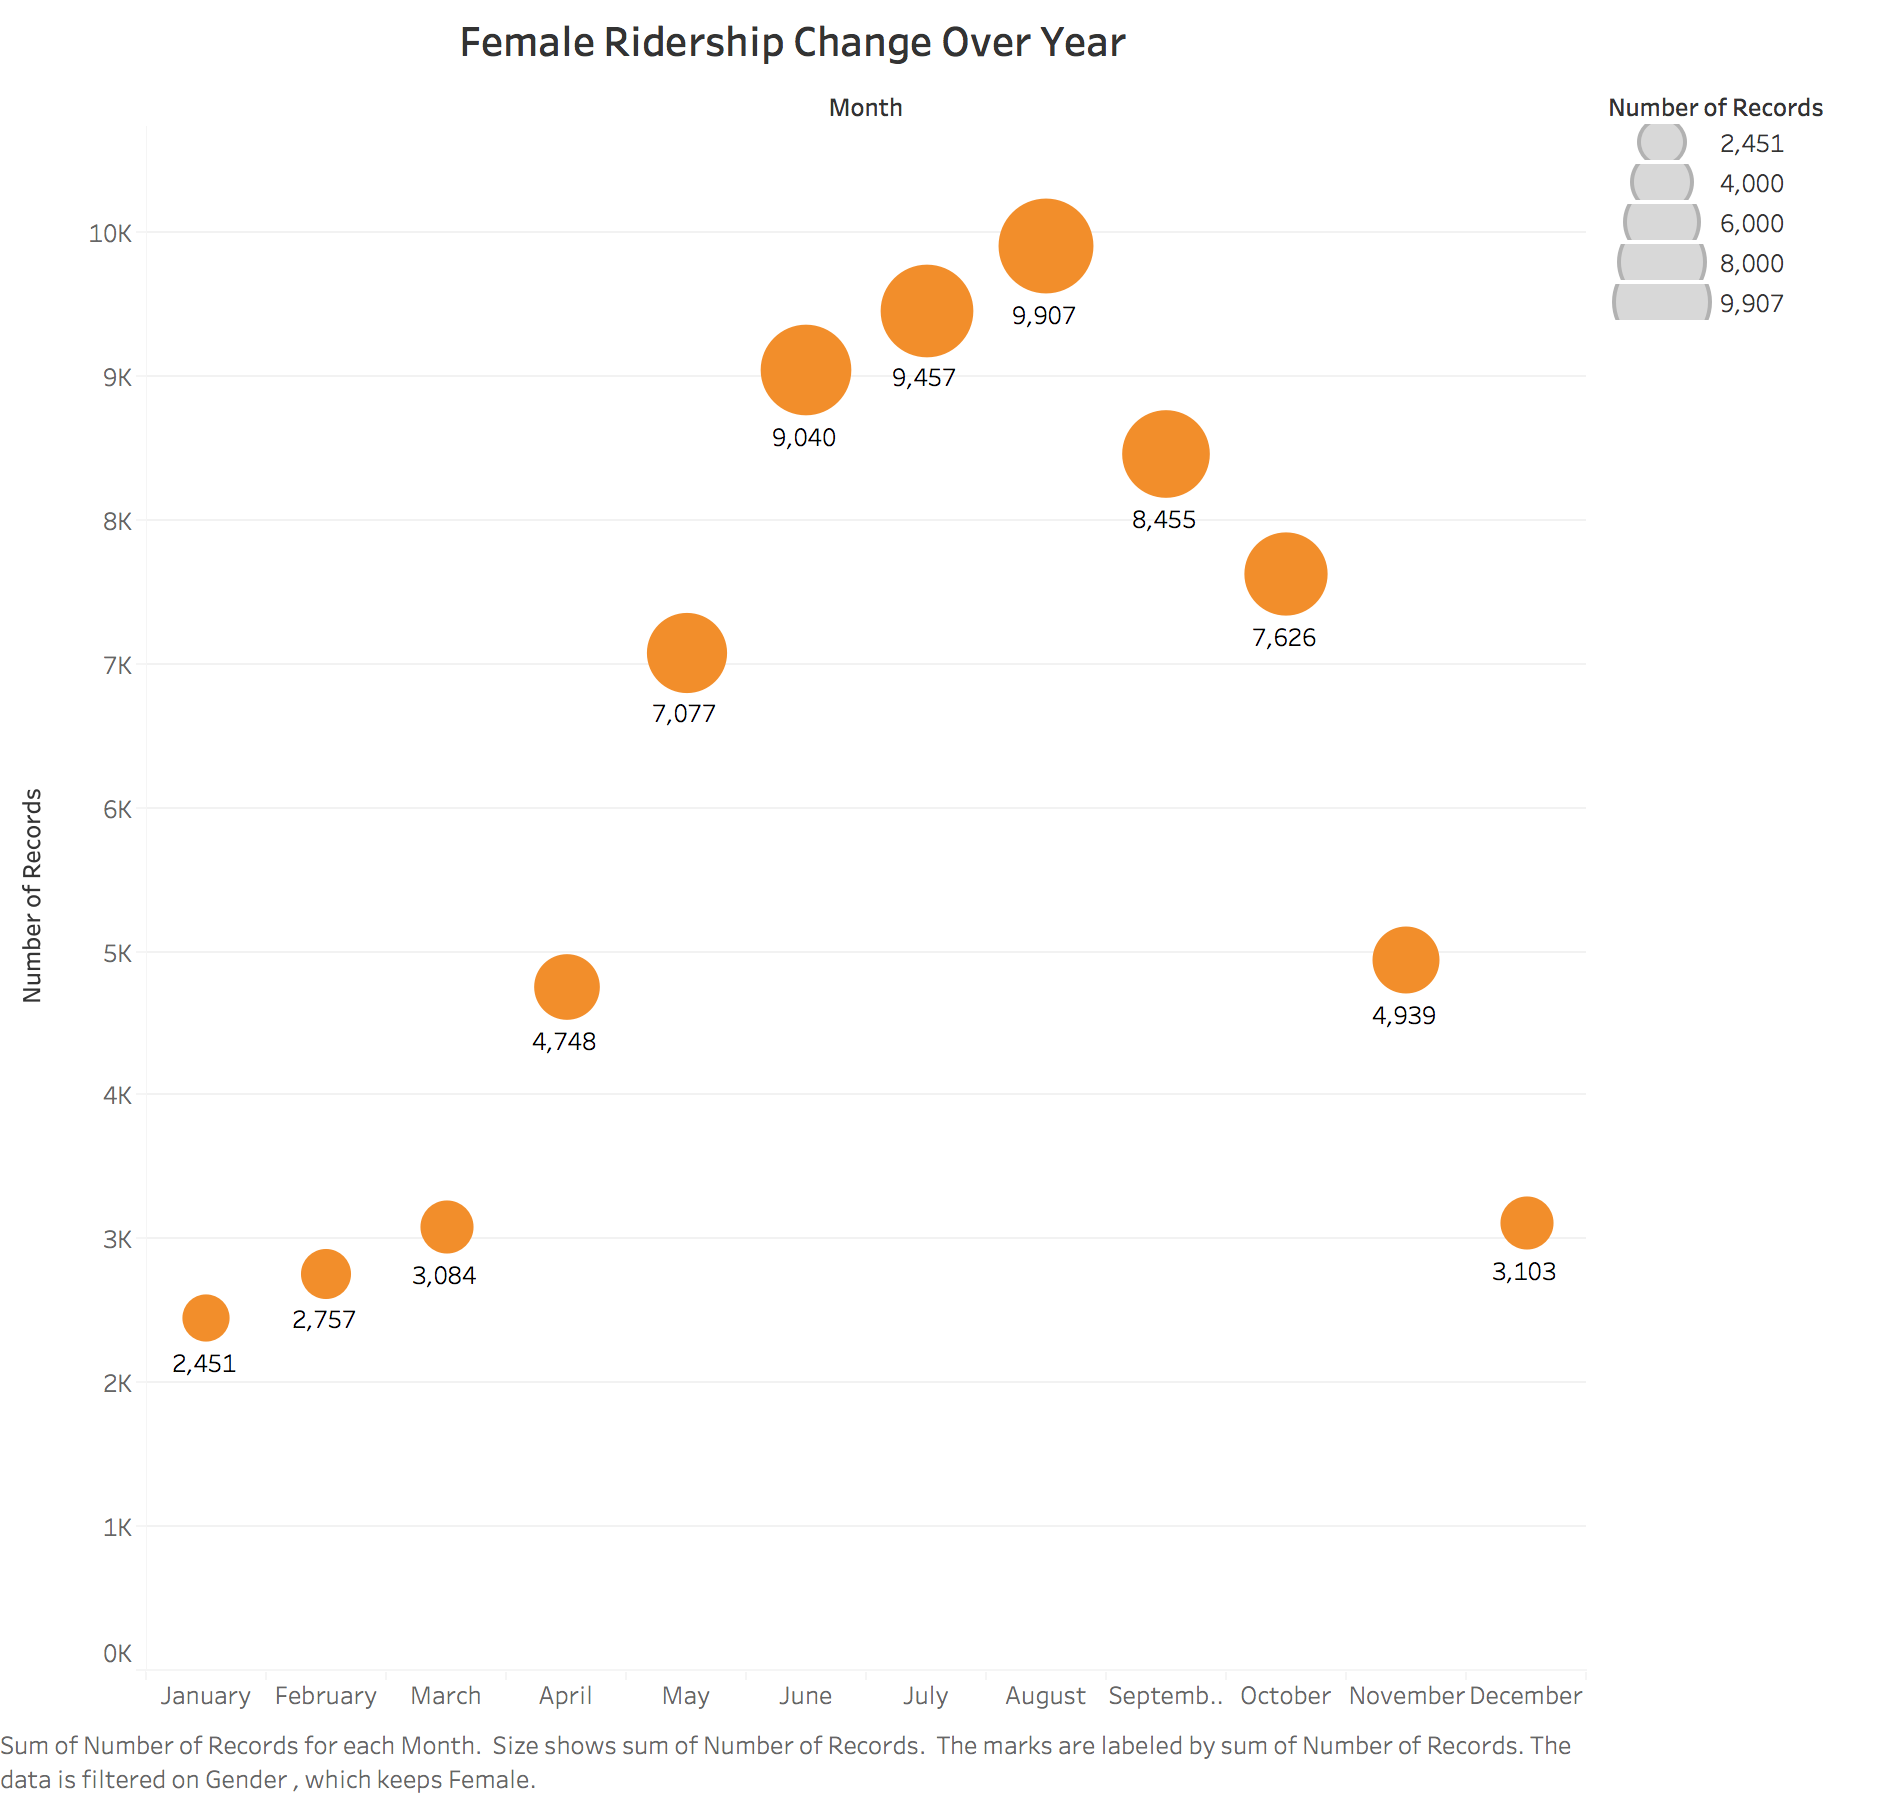 Female Ridership Change Over Year
Month
Number of Records
2,451
4,000
6,000
8,000
9,907
Number of Records
10K
9K
8K
7K
6K
5K
4K
3K
2K
1K
0K
2,451
2,757
3,084
4,748
7,077
9,040
9,457
9,907
8,455
7,626
4,939
3,103
January February March April May June July August Septemb.. October November December
Sum of Number of Records for each Month.  Size shows sum of Number of Records.  The marks are labeled by sum of Number of Records. The
data is filtered on Gender , which keeps Female.